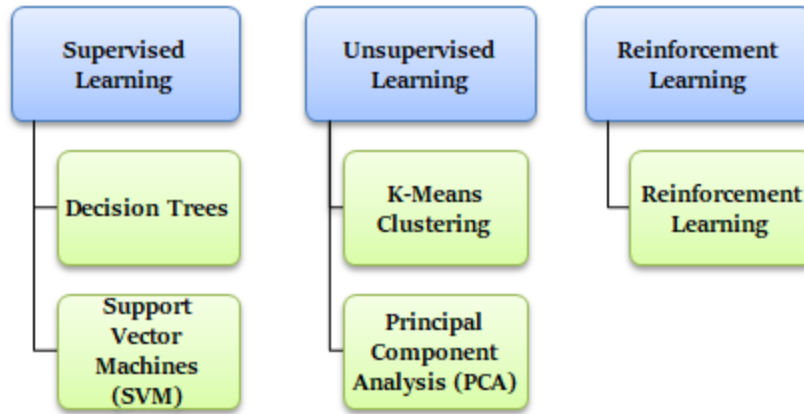 Supervised
Learning
Decision Trees
Support
Vector
Machines
(SVM)
Unsupervised
Learning
K-Means
Clustering
Principal
Component
Analysis (PCA)
Reinforcement
Learning
Reinforcement
Learning